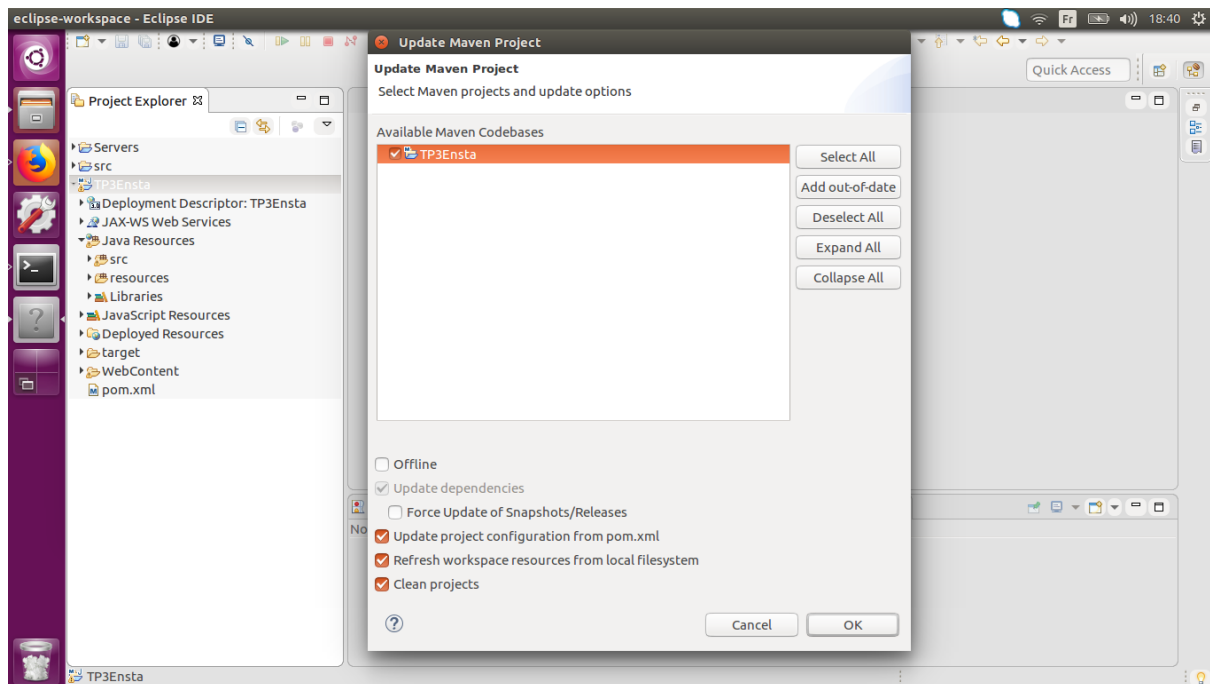 eclipse-workspace - Eclipse IDE
Fr
18:40
Update Maven Project
Quick Access
Update Maven Project
Select Maven projects and update options
Project Explorer
Servers
src
TP3Ensta
Deployment Descriptor: TP3Ensta
JAX-WS Web Services
Java Resources
src
resources
Libraries
JavaScript Resources
Deployed Resources
target
WebContent
pom.xml
Available Maven Codebases
TP3Ensta
Select All
Add out-of-date
Deselect All
Expand All
Collapse All
Offline
Update dependencies
Force Update of Snapshots/Releases
No
Update project configuration from pom.xml
Refresh workspace resources from local filesystem
Clean projects
Cancel
OK
TP3Ensta